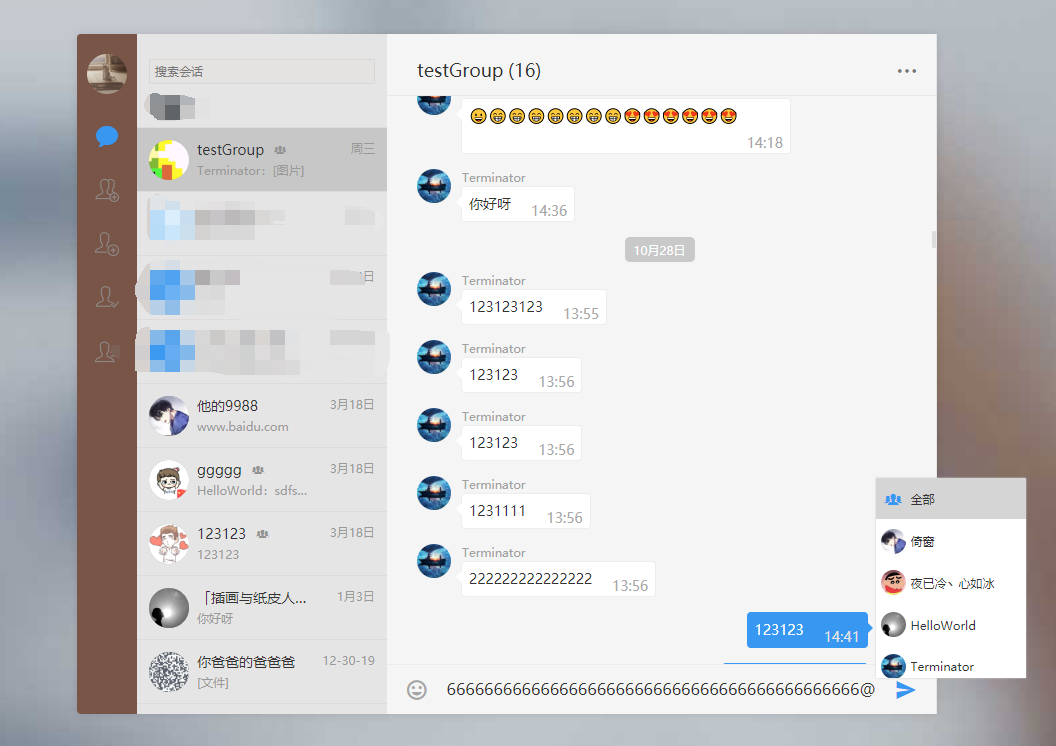 搜索会话
testGroup
周三
Terminator：[图片]
日
他的9988
3月18日
www.baidu.com
ggggg
3月18日
HelloWorld：sdfs...
123123
3月18日
123123
「插画与纸皮人...
1月3日
你好呀
你爸爸的爸爸爸
12-30-19
[文件]
testGroup (16)
😀😁😁😁😁😁😁😁😍😍😍😍😍😍
14:18
Terminator
你好呀 14:36
10月28日
Terminator
123123123 13:55
Terminator
123123 13:56
Terminator
123123 13:56
Terminator
1231111 13:56
Terminator
222222222222222 13:56
123123 14:41
全部
倚窗
夜已冷丶心如冰
HelloWorld
Terminator
66666666666666666666666666666666666666666666@